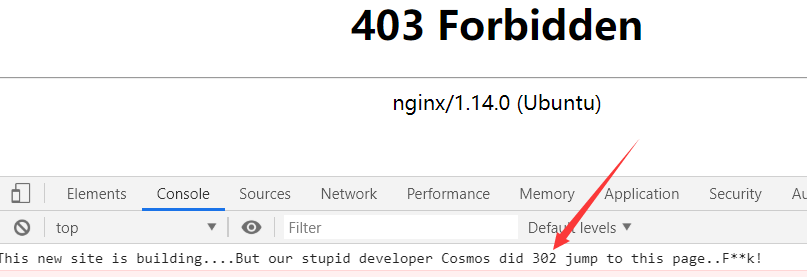 403 Forbidden
nginx/1.14.0 (Ubuntu)
Elements Console Sources Network Performance Memory Application Security Au
top Filter Default levels
This new site is building....But our stupid developer Cosmos did 302 jump to this page..F**k!